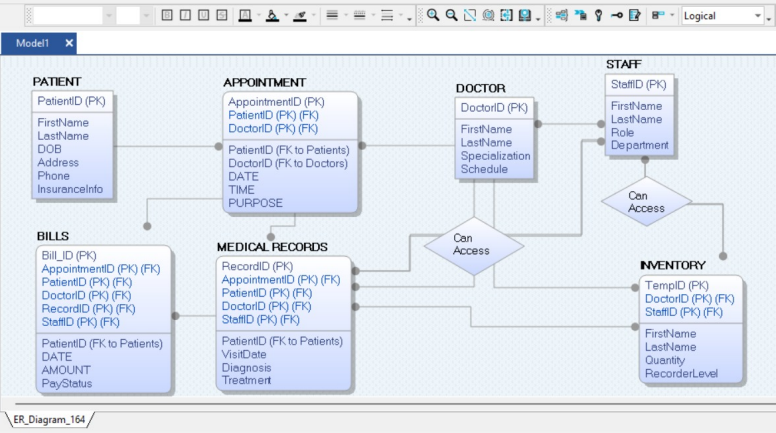 Logical
Model1 X
PATIENT
PatientID (PK)
FirstName
LastName
DOB
Address
Phone
InsuranceInfo
APPOINTMENT
AppointmentID (PK)
PatientID (PK) (FK)
DoctorID (PK) (FK)
PatientID (FK to Patients)
DoctorID (FK to Doctors)
DATE
TIME
PURPOSE
DOCTOR
DoctorID (PK)
FirstName
LastName
Specialization
Schedule
STAFF
StaffID (PK)
FirstName
LastName
Role
Department
Can
Access
BILLS
Bill_ID (PK)
AppointmentID (PK) (FK)
PatientID (PK) (FK)
DoctorID (PK) (FK)
RecordID (PK) (FK)
StaffID (PK) (FK)
PatientID (FK to Patients)
DATE
AMOUNT
PayStatus
MEDICAL RECORDS
RecordID (PK)
AppointmentID (PK) (FK)
PatientID (PK) (FK)
DoctorID (PK) (FK)
StaffID (PK) (FK)
PatientID (FK to Patients)
VisitDate
Diagnosis
Treatment
Can
Access
INVENTORY
TempID (PK)
DoctorID (PK) (FK)
StaffID (PK) (FK)
FirstName
LastName
Quantity
RecorderLevel
ER_Diagram_164